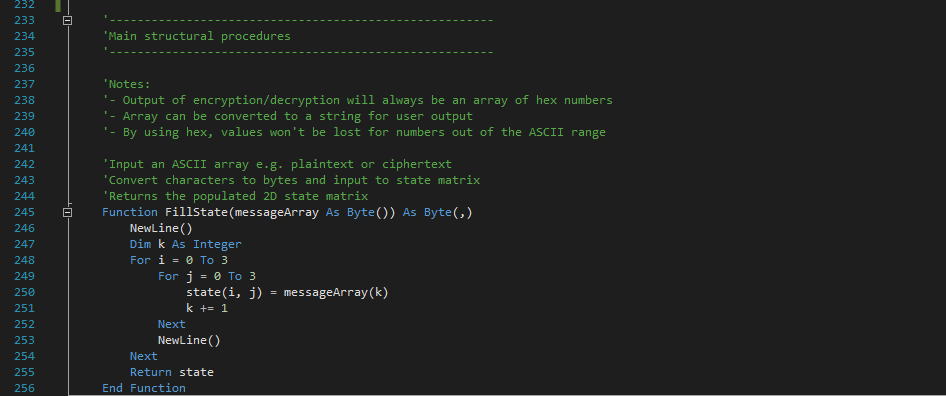 232
233 '-------------------------------------------------------
234 'Main structural procedures
235 '-------------------------------------------------------
236
237 'Notes:
238 '- Output of encryption/decryption will always be an array of hex numbers
239 '- Array can be converted to a string for user output
240 '- By using hex, values won't be lost for numbers out of the ASCII range
241
242 'Input an ASCII array e.g. plaintext or ciphertext
243 'Convert characters to bytes and input to state matrix
244 'Returns the populated 2D state matrix
245 Function FillState(messageArray As Byte()) As Byte(,)
246     NewLine()
247     Dim k As Integer
248     For i = 0 To 3
249         For j = 0 To 3
250             state(i, j) = messageArray(k)
251             k += 1
252         Next
253         NewLine()
254     Next
255     Return state
256 End Function